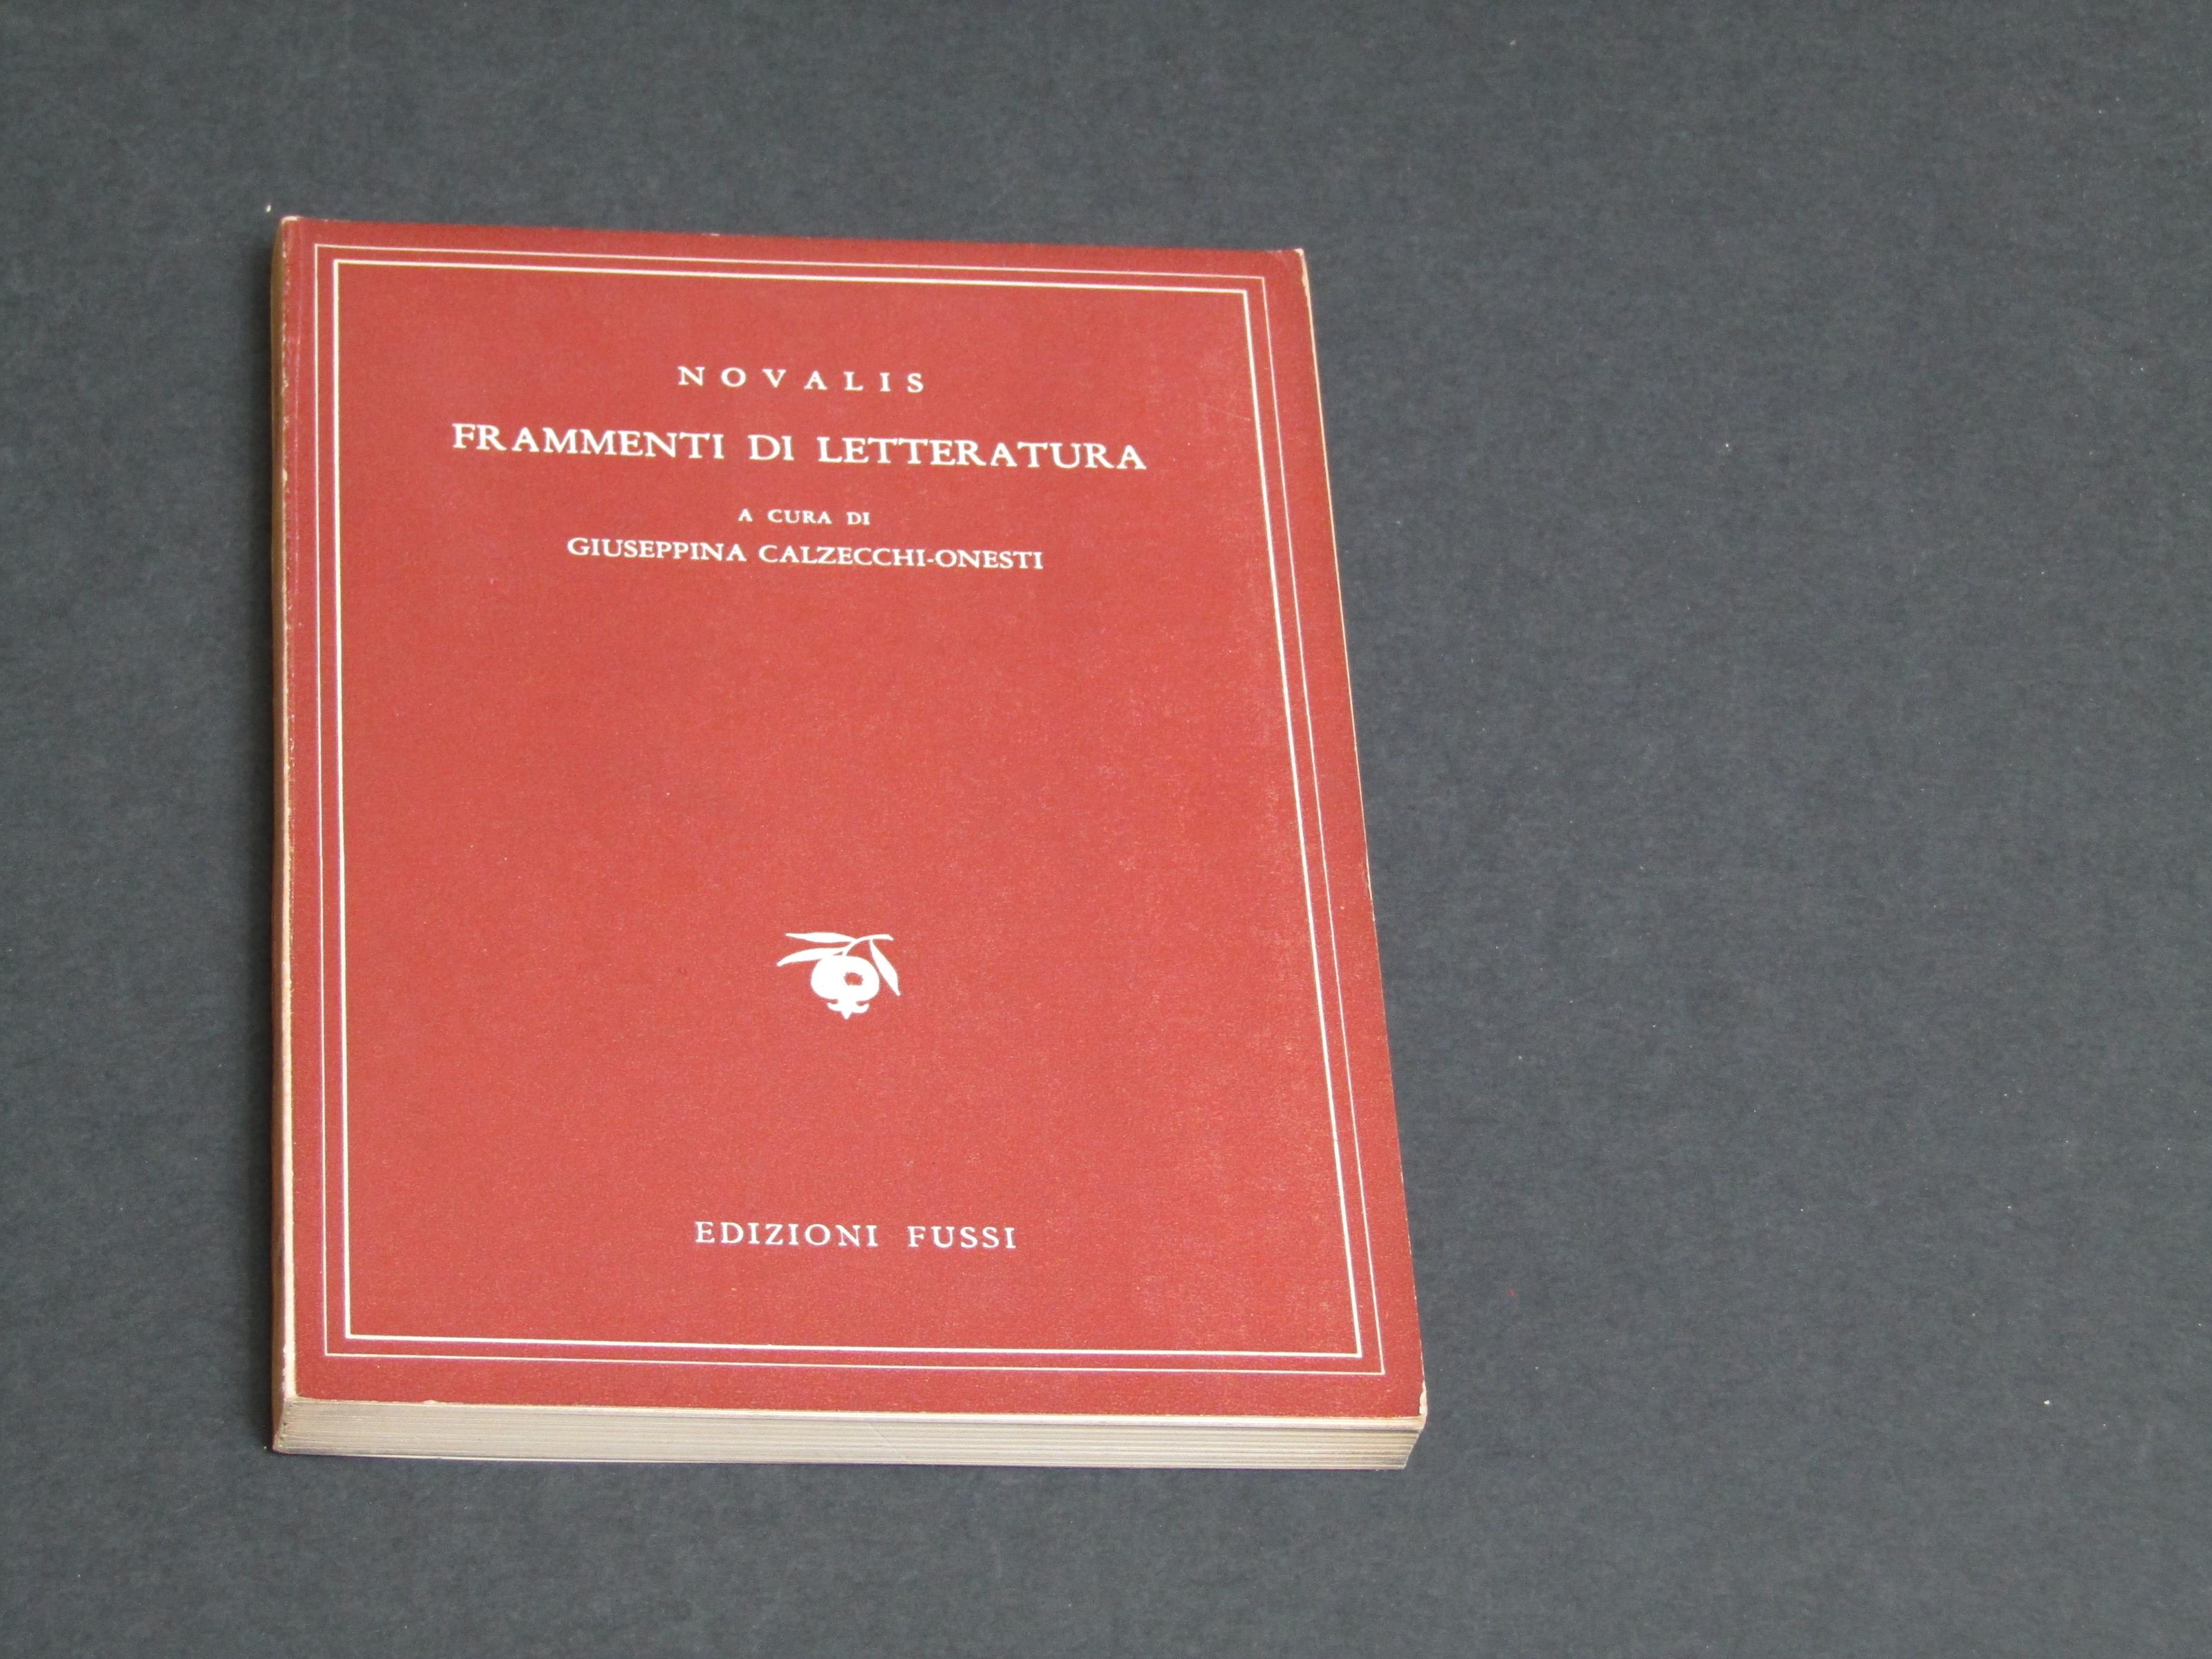 NOVALIS
FRAMMENTI DI LETTERATURA
A CURA DI
GIUSEPPINA CALZECCHI-ONESTI
EDIZIONI FUSSI